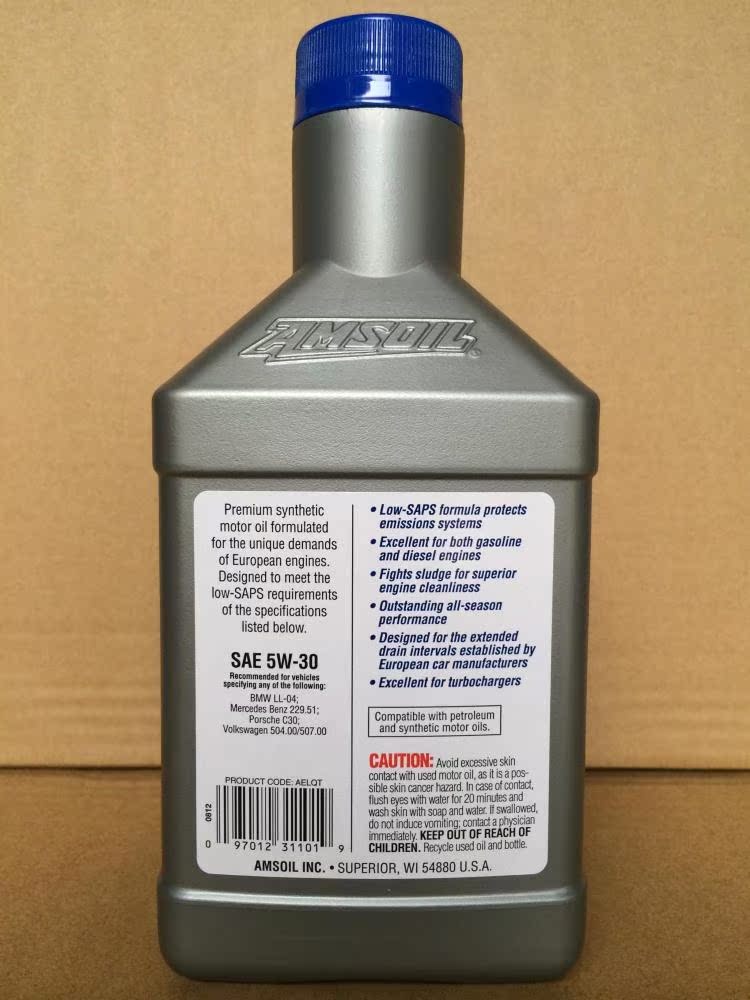 AMSOIL®
Premium synthetic
motor oil formulated
for the unique demands
of European engines.
Designed to meet the
low-SAPS requirements
of the specifications
listed below.
SAE 5W-30
Recommended for vehicles
specifying any of the following:
BMW LL-04;
Mercedes Benz 229.51;
Porsche C30;
Volkswagen 504.00/507.00
PRODUCT CODE: AELQT
0812
0 97012 31101 9
• Low-SAPS formula protects
emissions systems
• Excellent for both gasoline
and diesel engines
• Fights sludge for superior
engine cleanliness
• Outstanding all-season
performance
• Designed for the extended
drain intervals established by
European car manufacturers
• Excellent for turbochargers
Compatible with petroleum
and synthetic motor oils.
CAUTION: Avoid excessive skin
contact with used motor oil, as it is a pos-
sible skin cancer hazard. In case of contact,
flush eyes with water for 20 minutes and
wash skin with soap and water. If swallowed,
do not induce vomiting; contact a physician
immediately. KEEP OUT OF REACH OF
CHILDREN. Recycle used oil and bottle.
AMSOIL INC. • SUPERIOR, WI 54880 U.S.A.